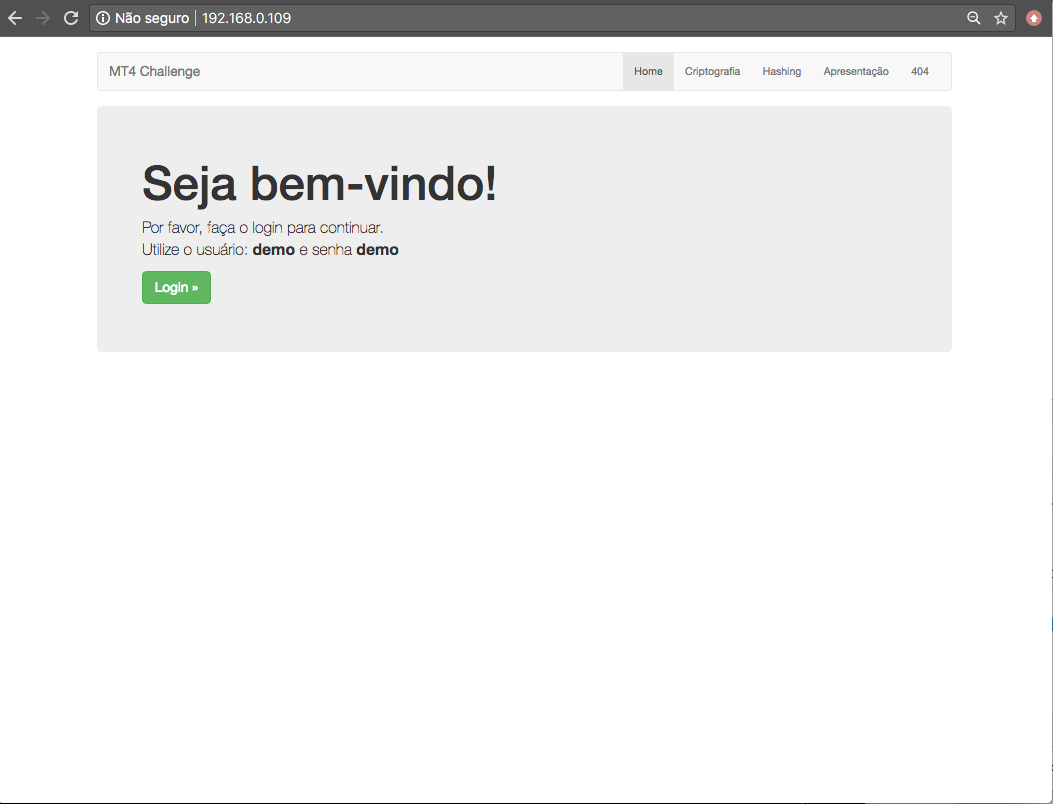 Não seguro | 192.168.0.109
MT4 Challenge Home Criptografia Hashing Apresentação 404
Seja bem-vindo!
Por favor, faça o login para continuar.
Utilize o usuário: demo e senha demo
Login »